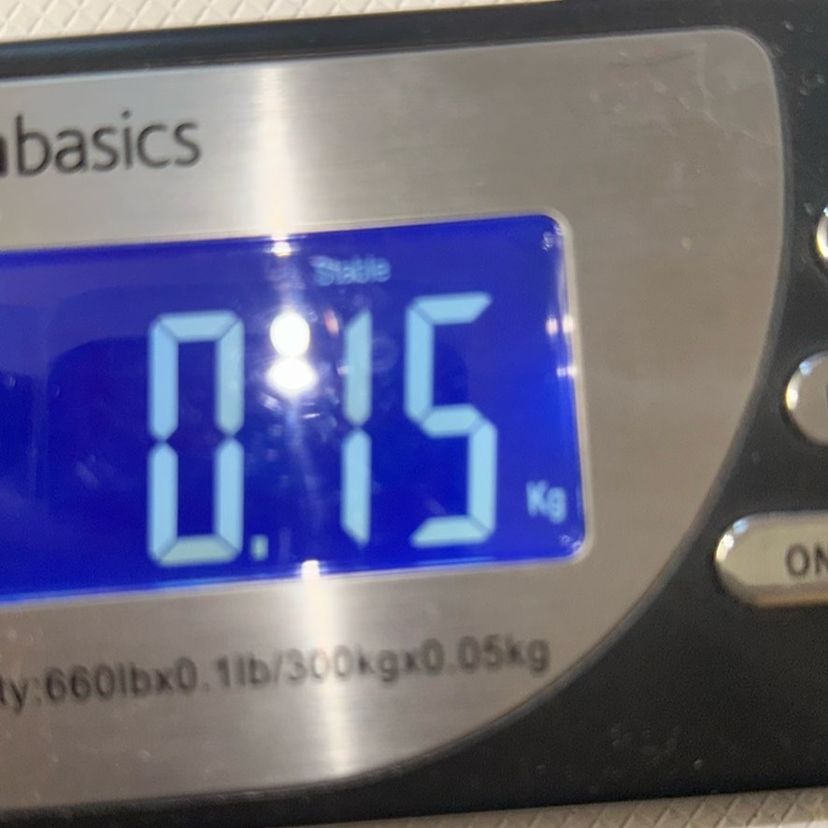 basics
Stable
0.15
Kg
ON
ty:660lbx0.1lb/300kgx0.05kg